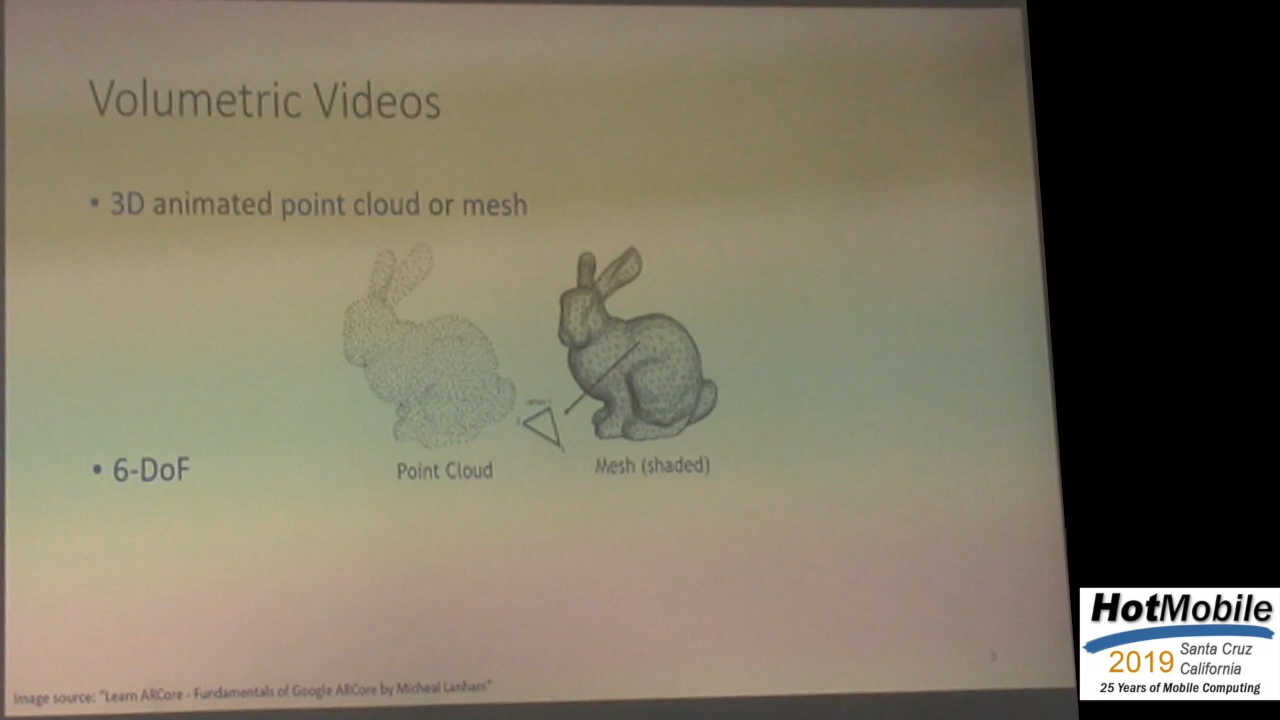 Volumetric Videos
• 3D animated point cloud or mesh
• 6-DoF
Point Cloud
Mesh (shaded)
3
Image source: "Learn ARCore - Fundamentals of Google ARCore by Micheal Lanham"
HotMobile
2019 Santa Cruz
California
25 Years of Mobile Computing